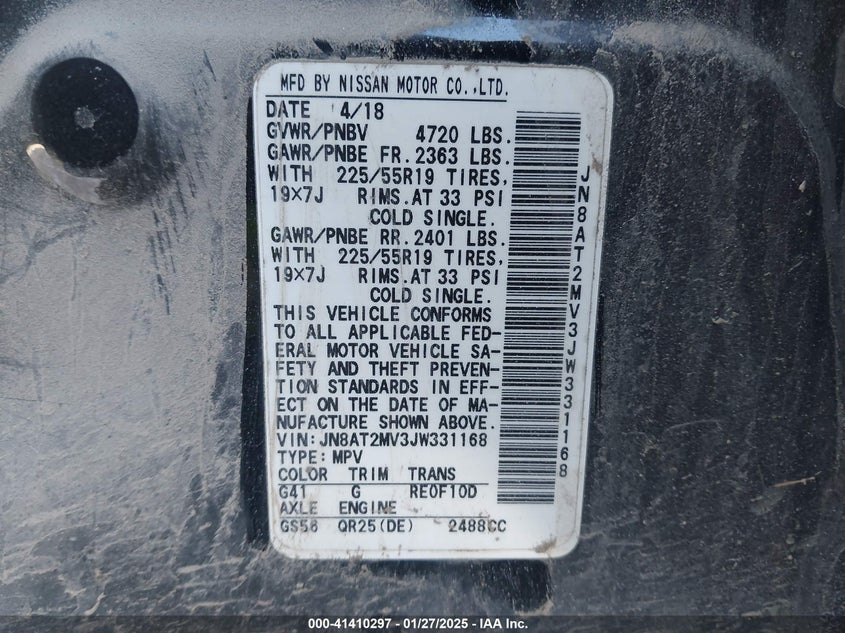 MFD BY NISSAN MOTOR CO.,LTD.
DATE 4/18
GVWR/PNBV 4720 LBS.
GAWR/PNBE FR. 2363 LBS.
WITH 225/55R19 TIRES,
19×7J RIMS.AT 33 PSI
COLD SINGLE.
GAWR/PNBE RR. 2401 LBS.
WITH 225/55R19 TIRES,
19×7J RIMS.AT 33 PSI
COLD SINGLE.
THIS VEHICLE CONFORMS
TO ALL APPLICABLE FED-
ERAL MOTOR VEHICLE SA-
FETY AND THEFT PREVEN-
TION STANDARDS IN EFF-
ECT ON THE DATE OF MA-
NUFACTURE SHOWN ABOVE.
VIN: JN8AT2MV3JW331168
TYPE: MPV
COLOR TRIM TRANS
G41 G RE0F10D
AXLE ENGINE
GS56 QR25(DE) 2488CC
JN8AT2MV3JW331168
000-41410297 - 01/27/2025 - IAA Inc.